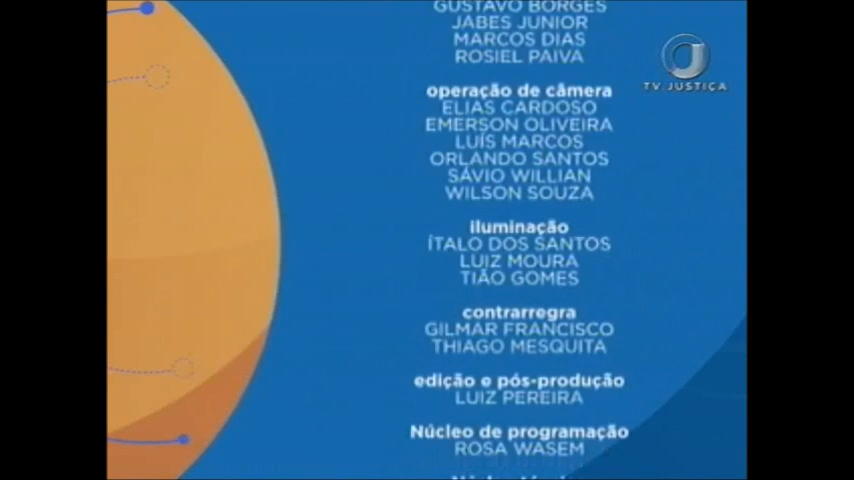 GUSTAVO BORGES
JABES JUNIOR
MARCOS DIAS
ROSIEL PAIVA
TV JUSTIÇA
operação de câmera
ELIAS CARDOSO
EMERSON OLIVEIRA
LUÍS MARCOS
ORLANDO SANTOS
SÁVIO WILLIAN
WILSON SOUZA
iluminação
ÍTALO DOS SANTOS
LUIZ MOURA
TIÃO GOMES
contrarregra
GILMAR FRANCISCO
THIAGO MESQUITA
edição e pós-produção
LUIZ PEREIRA
Núcleo de programação
ROSA WASEM